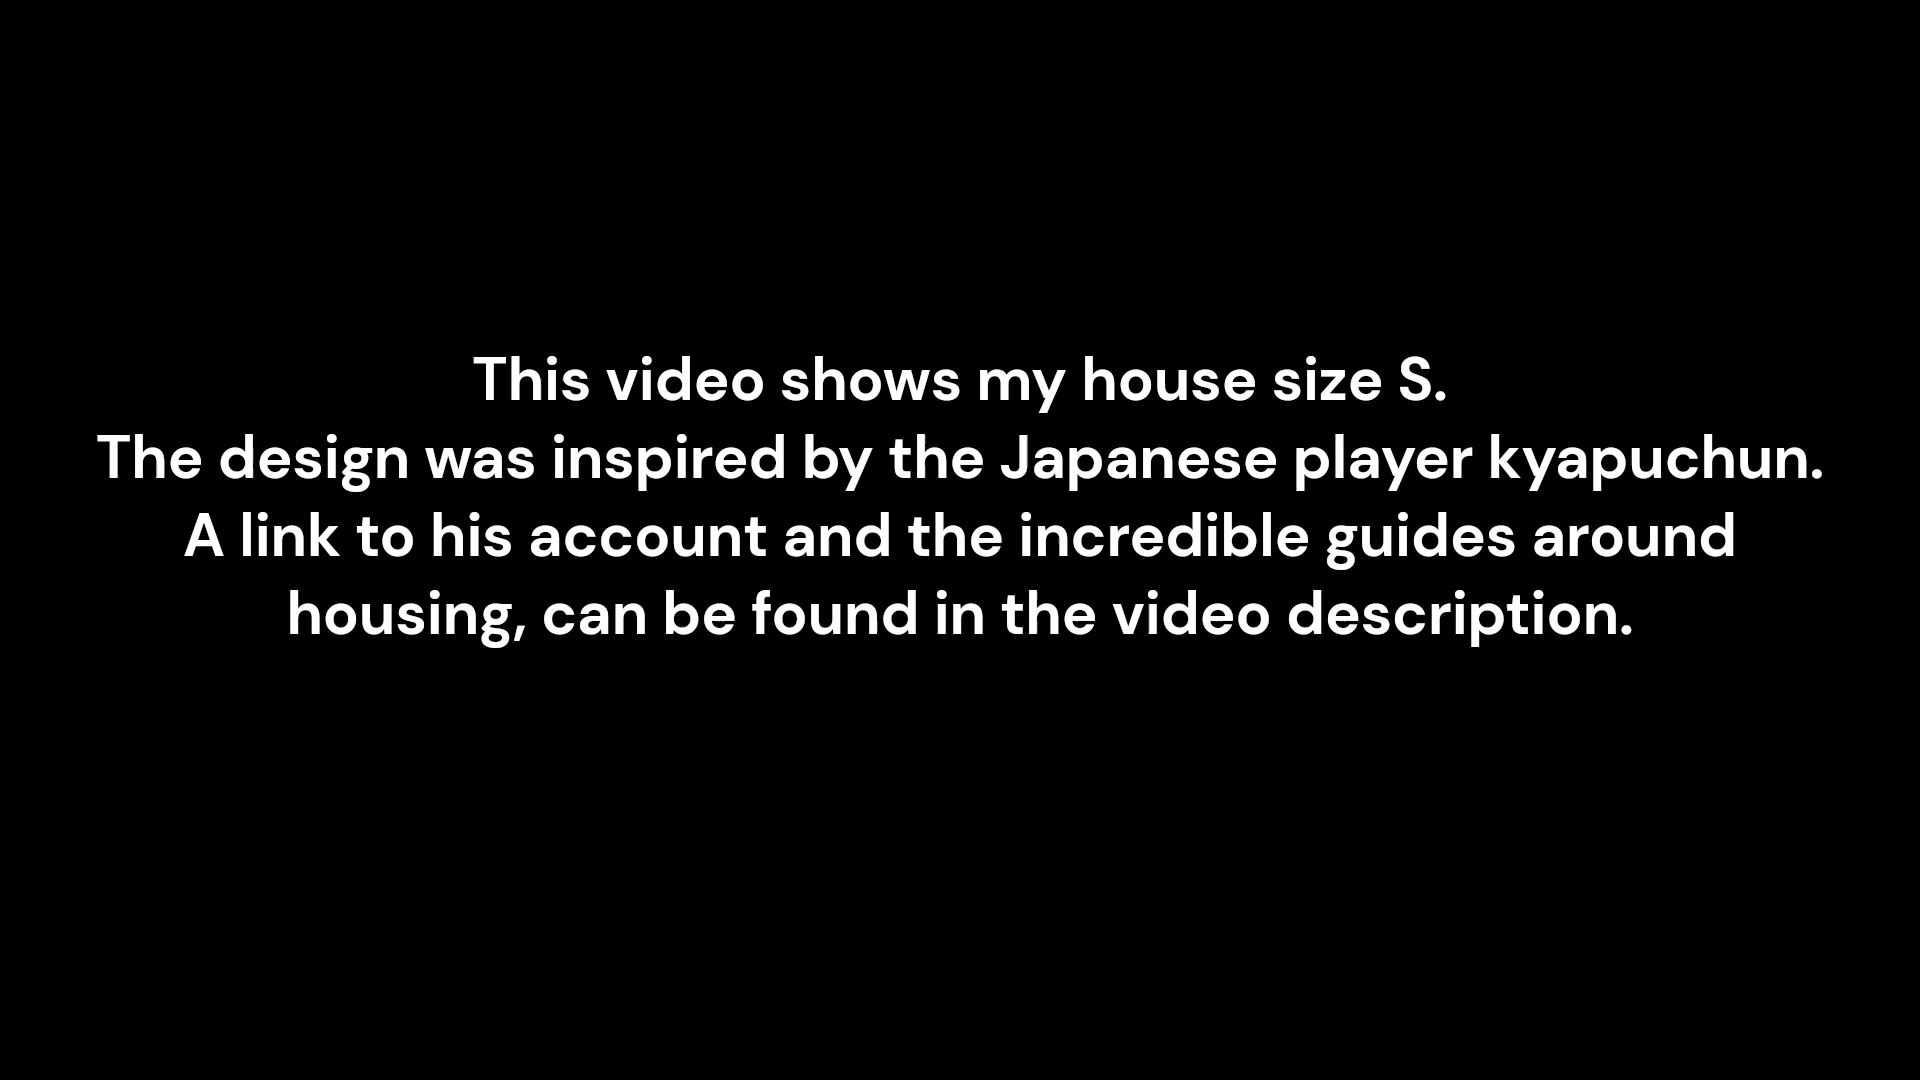 This video shows my house size S.
The design was inspired by the Japanese player kyapuchun.
A link to his account and the incredible guides around
housing, can be found in the video description.